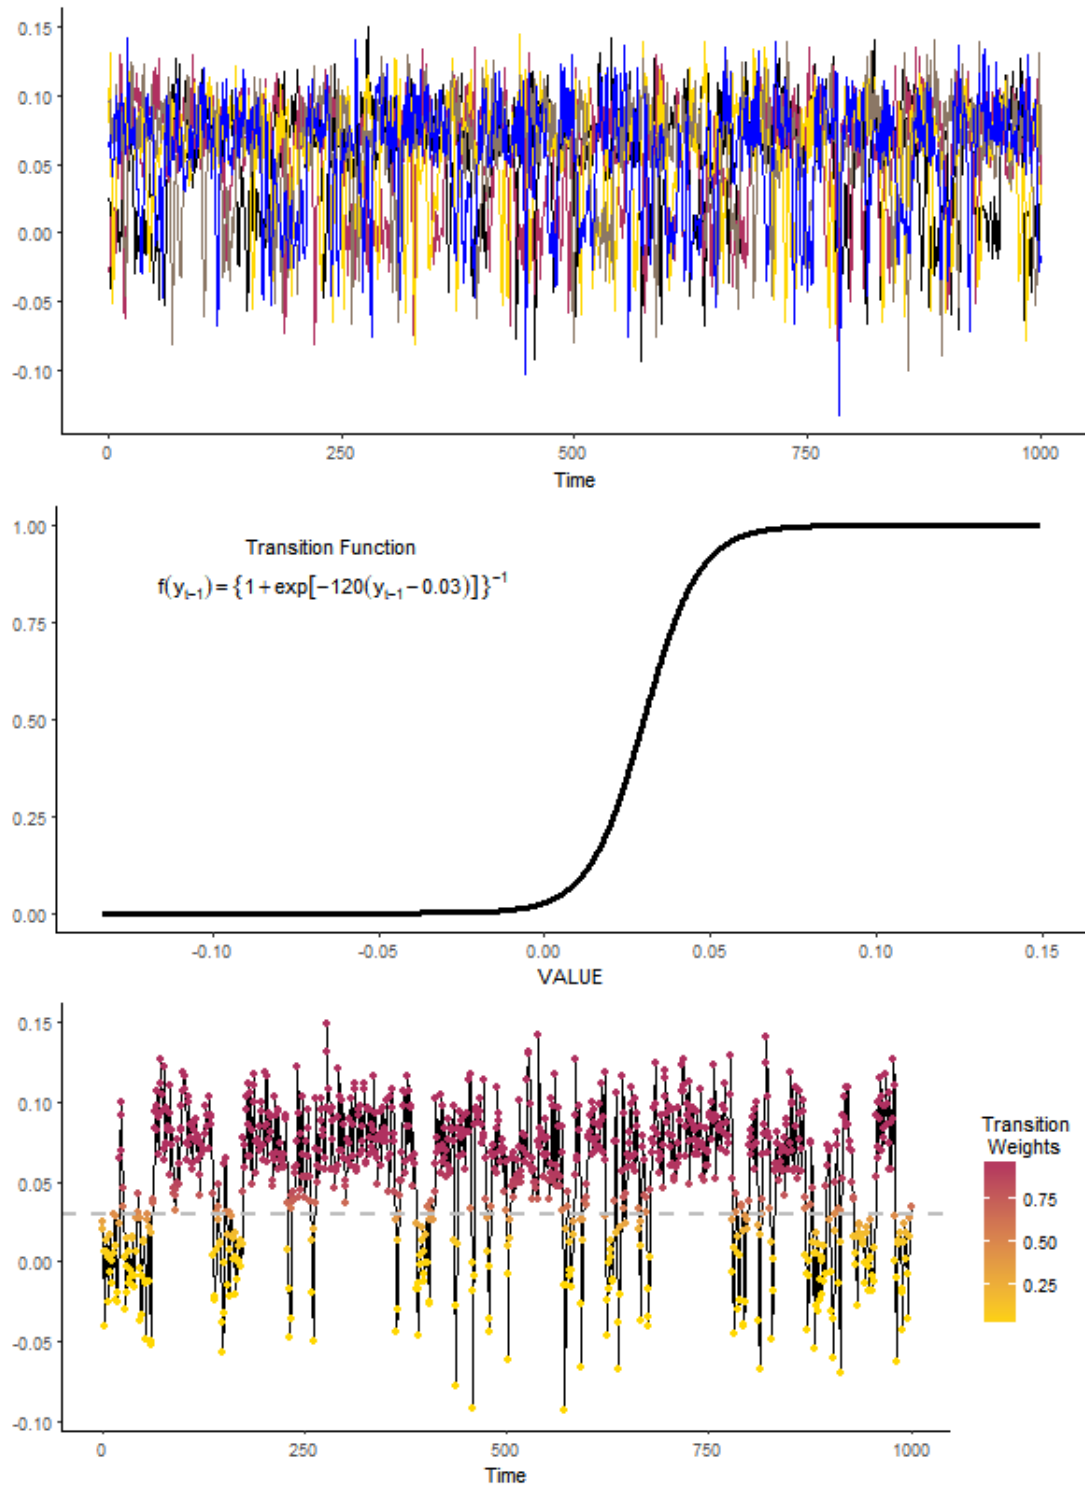 0.15
0.10
0.05
0.00
-0.05
-0.10
0 250 500 750 1000
Time
1.00
Transition Function
f(yₜ₋₁) = {1 + exp[−120(yₜ₋₁ − 0.03)]}⁻¹
0.75
0.50
0.25
0.00
-0.10 -0.05 0.00 0.05 0.10 0.15
VALUE
0.15
0.10
0.05
0.00
-0.05
-0.10
0 250 500 750 1000
Time
Transition
Weights
0.75
0.50
0.25